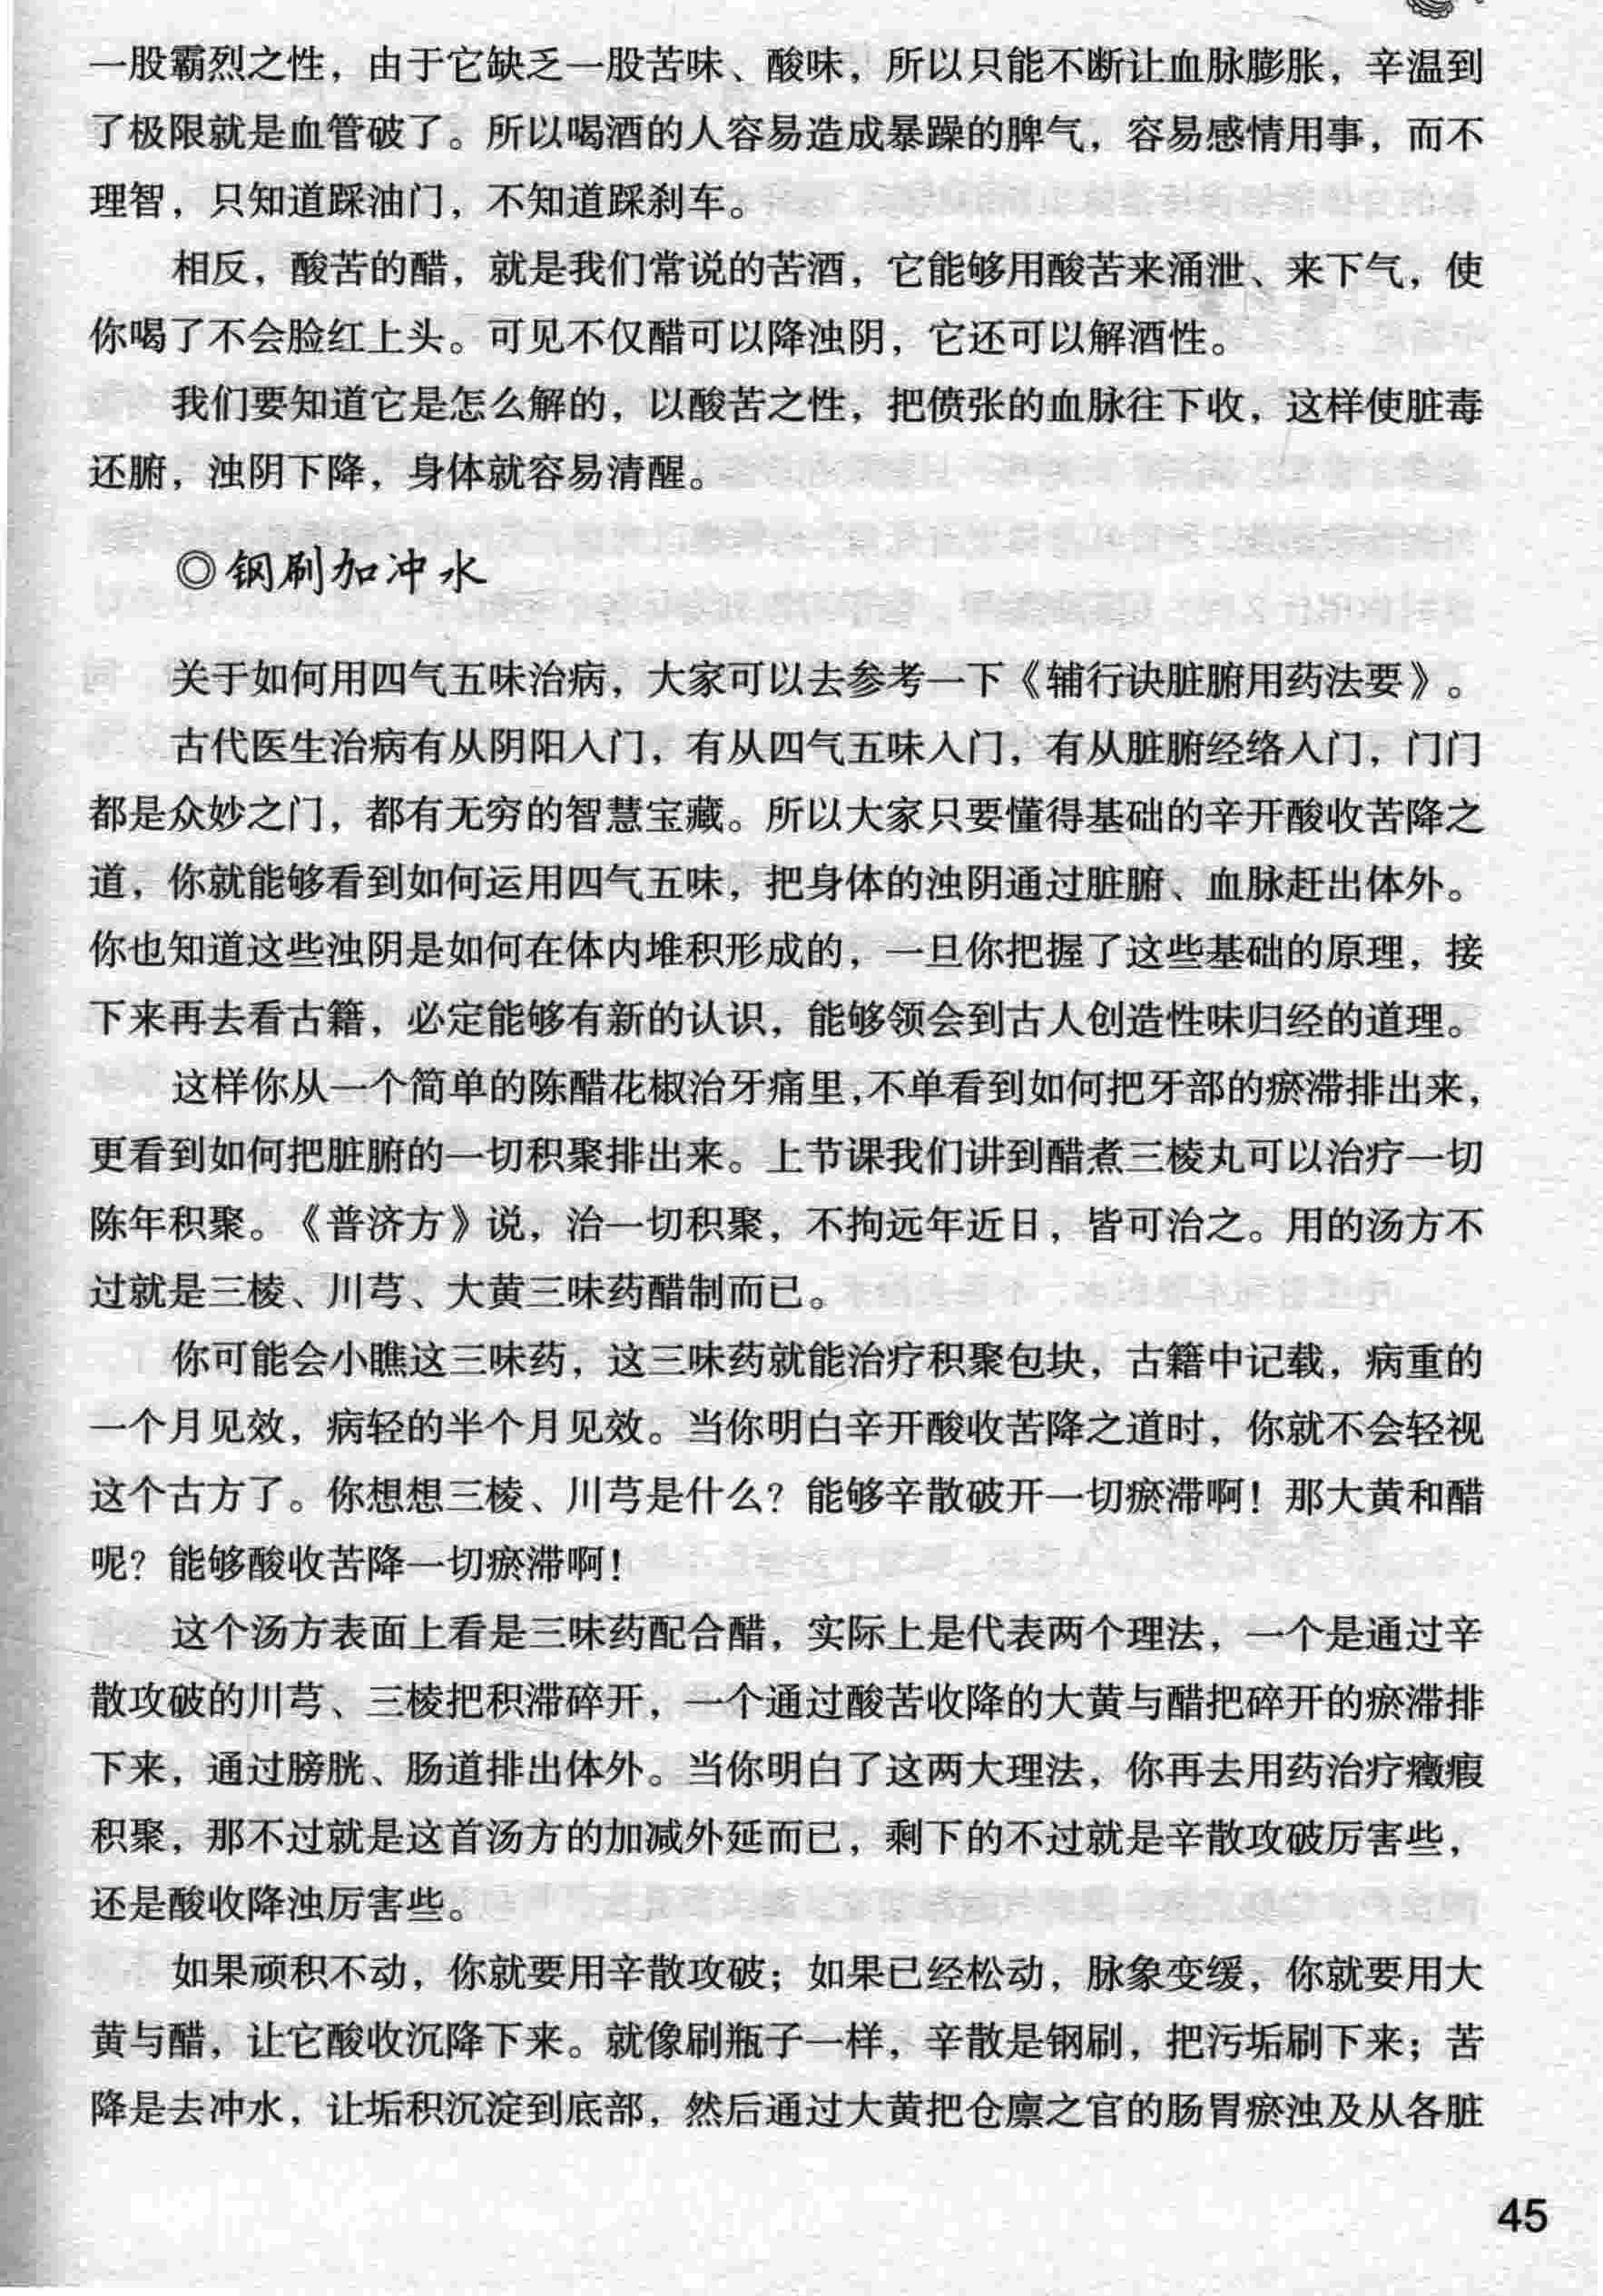 一股霸烈之性，由于它缺乏一股苦味、酸味，所以只能不断让血脉膨胀，辛温到
了极限就是血管破了。所以喝酒的人容易造成暴躁的脾气，容易感情用事，而不
理智，只知道踩油门，不知道踩刹车。
相反，酸苦的醋，就是我们常说的苦酒，它能够用酸苦来涌泄、来下气，使
你喝了不会脸红上头。可见不仅醋可以降浊阴，它还可以解酒性。
我们要知道它是怎么解的，以酸苦之性，把偾张的血脉往下收，这样使脏毒
还腑，浊阴下降，身体就容易清醒。
◎钢刷加冲水
关于如何用四气五味治病，大家可以去参考一下《辅行诀脏腑用药法要》。
古代医生治病有从阴阳入门，有从四气五味入门，有从脏腑经络入门，门门
都是众妙之门，都有无穷的智慧宝藏。所以大家只要懂得基础的辛开酸收苦降之
道，你就能够看到如何运用四气五味，把身体的浊阴通过脏腑、血脉赶出体外。
你也知道这些浊阴是如何在体内堆积形成的，一旦你把握了这些基础的原理，接
下来再去看古籍，必定能够有新的认识，能够领会到古人创造性味归经的道理。
这样你从一个简单的陈醋花椒治牙痛里，不单看到如何把牙部的瘀滞排出来，
更看到如何把脏腑的一切积聚排出来。上节课我们讲到醋煮三棱丸可以治疗一切
陈年积聚。《普济方》说，治一切积聚，不拘远年近日，皆可治之。用的汤方不
过就是三棱、川芎、大黄三味药醋制而已。
你可能会小瞧这三味药，这三味药就能治疗积聚包块，古籍中记载，病重的
一个月见效，病轻的半个月见效。当你明白辛开酸收苦降之道时，你就不会轻视
这个古方了。你想想三棱、川芎是什么？能够辛散破开一切瘀滞啊！那大黄和醋
呢？能够酸收苦降一切瘀滞啊！
这个汤方表面上看是三味药配合醋，实际上是代表两个理法，一个是通过辛
散攻破的川芎、三棱把积滞碎开，一个通过酸苦收降的大黄与醋把碎开的瘀滞排
下来，通过膀胱、肠道排出体外。当你明白了这两大理法，你再去用药治疗癥瘕
积聚，那不过就是这首汤方的加减外延而已，剩下的不过就是辛散攻破厉害些，
还是酸收降浊厉害些。
如果顽积不动，你就要用辛散攻破；如果已经松动，脉象变缓，你就要用大
黄与醋，让它酸收沉降下来。就像刷瓶子一样，辛散是钢刷，把污垢刷下来；苦
降是去冲水，让垢积沉淀到底部，然后通过大黄把仓廪之官的肠胃瘀浊及从各脏
45